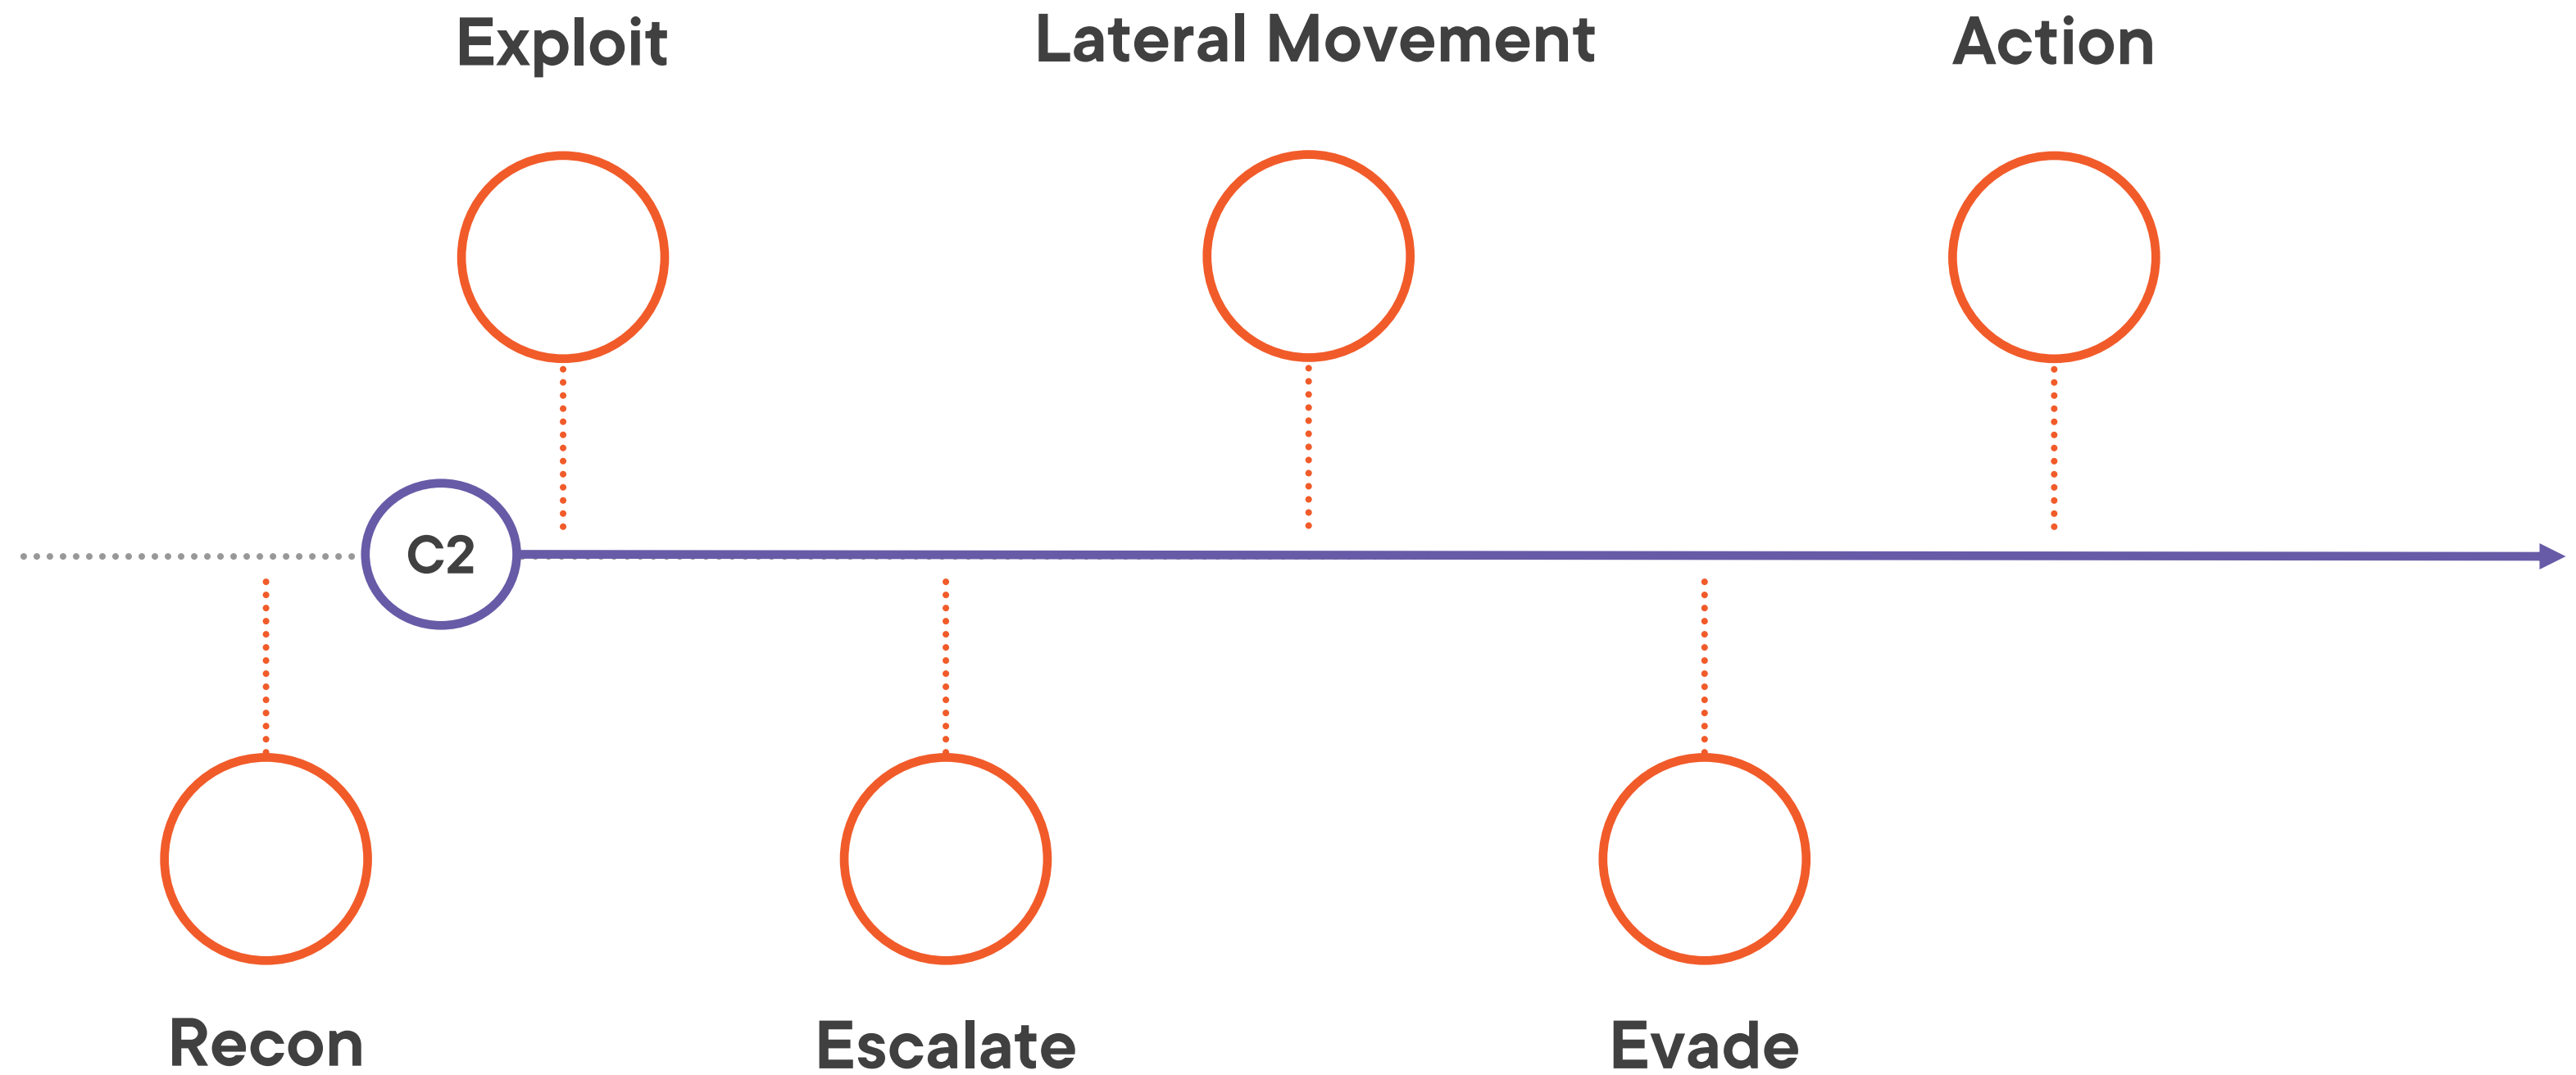 Exploit
Lateral Movement
Action
C2
Recon
Escalate
Evade